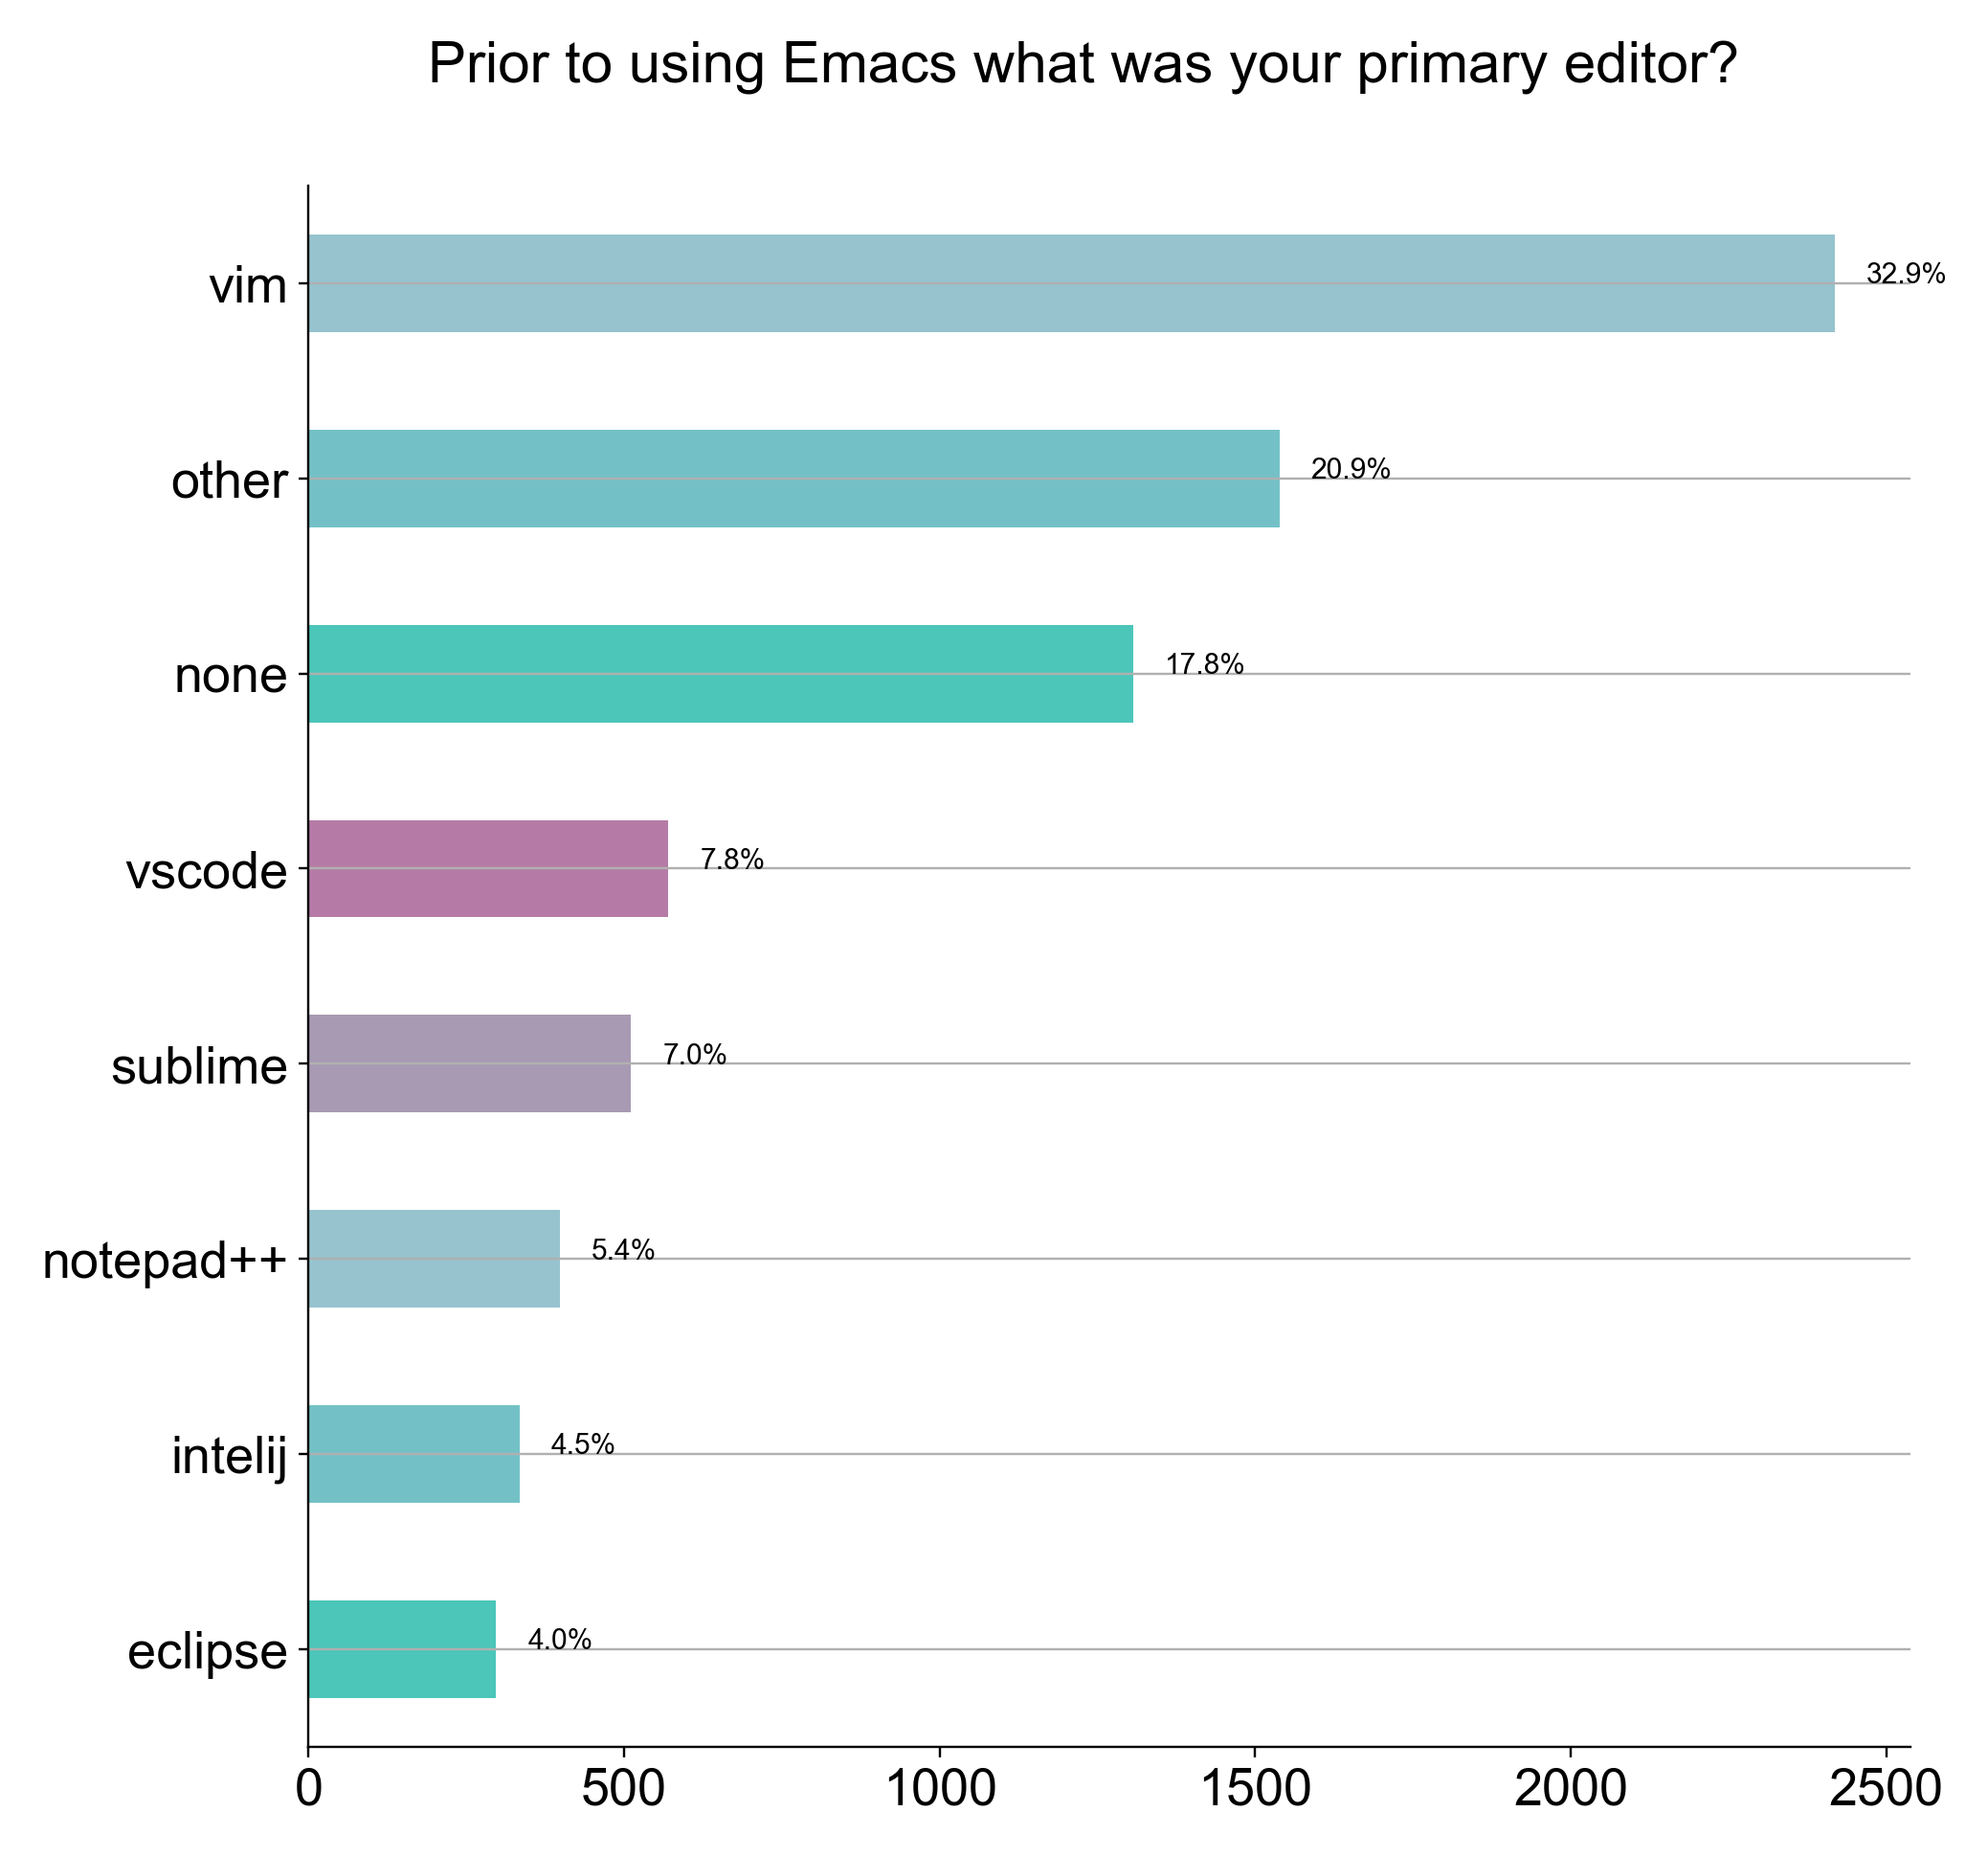 Prior to using Emacs what was your primary editor?
vim 32.9%
other 20.9%
none 17.8%
vscode 7.8%
sublime 7.0%
notepad++ 5.4%
intelij 4.5%
eclipse 4.0%
0 500 1000 1500 2000 2500